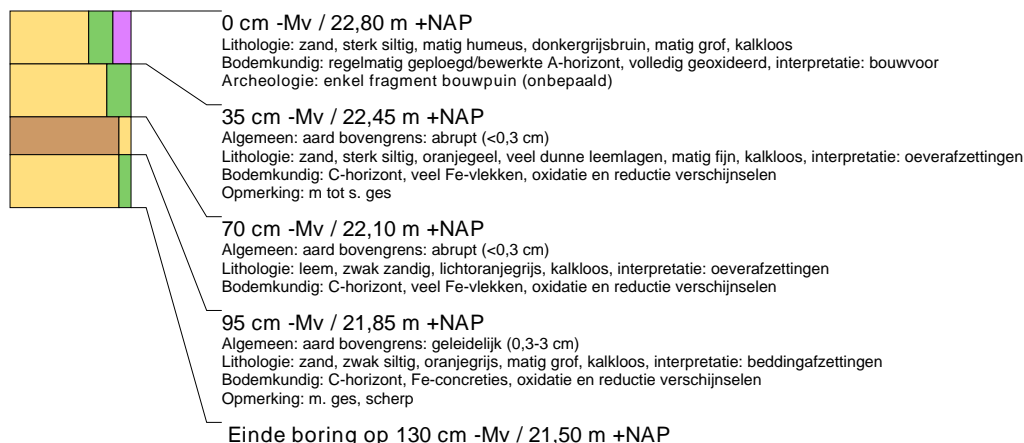 0 cm -Mv / 22,80 m +NAP
Lithologie: zand, sterk siltig, matig humeus, donkergrijsbruin, matig grof, kalkloos
Bodemkundig: regelmatig geploegd/bewerkte A-horizont, volledig geoxideerd, interpretatie: bouwvoor
Archeologie: enkel fragment bouwpuin (onbepaald)
35 cm -Mv / 22,45 m +NAP
Algemeen: aard bovengrens: abrupt (<0,3 cm)
Lithologie: zand, sterk siltig, oranjegeel, veel dunne leemlagen, matig fijn, kalkloos, interpretatie: oeverafzettingen
Bodemkundig: C-horizont, veel Fe-vlekken, oxidatie en reductie verschijnselen
Opmerking: m tot s. ges
70 cm -Mv / 22,10 m +NAP
Algemeen: aard bovengrens: abrupt (<0,3 cm)
Lithologie: leem, zwak zandig, lichtoranjegrijs, kalkloos, interpretatie: oeverafzettingen
Bodemkundig: C-horizont, veel Fe-vlekken, oxidatie en reductie verschijnselen
95 cm -Mv / 21,85 m +NAP
Algemeen: aard bovengrens: geleidelijk (0,3-3 cm)
Lithologie: zand, zwak siltig, oranjegrijs, matig grof, kalkloos, interpretatie: beddingafzettingen
Bodemkundig: C-horizont, Fe-concreties, oxidatie en reductie verschijnselen
Opmerking: m. ges, scherp
Einde boring op 130 cm -Mv / 21,50 m +NAP